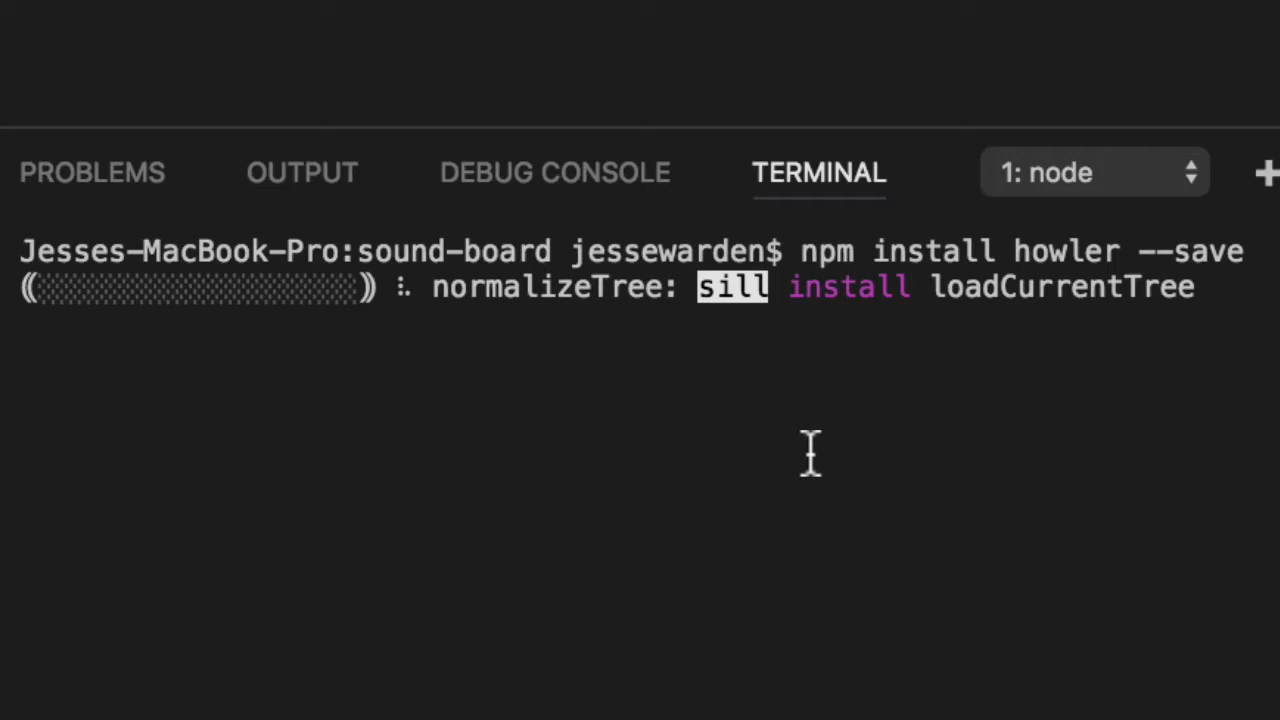 PROBLEMS OUTPUT DEBUG CONSOLE TERMINAL 1: node
Jesses-MacBook-Pro:sound-board jessewarden$ npm install howler --save
(░░░░░░░░░░░░░░░░░░) ⠧ normalizeTree: sill install loadCurrentTree